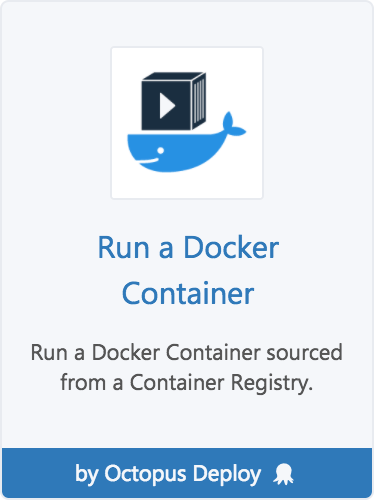 Run a Docker
Container
Run a Docker Container sourced
from a Container Registry.
by Octopus Deploy